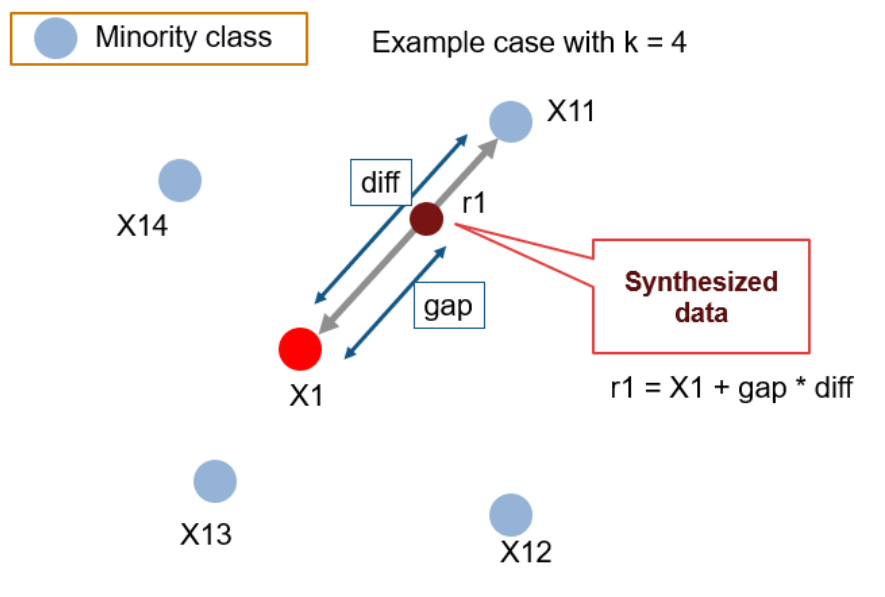 Minority class
Example case with k = 4
X11
diff
r1
X14
Synthesized
data
gap
X1
r1 = X1 + gap * diff
X13
X12